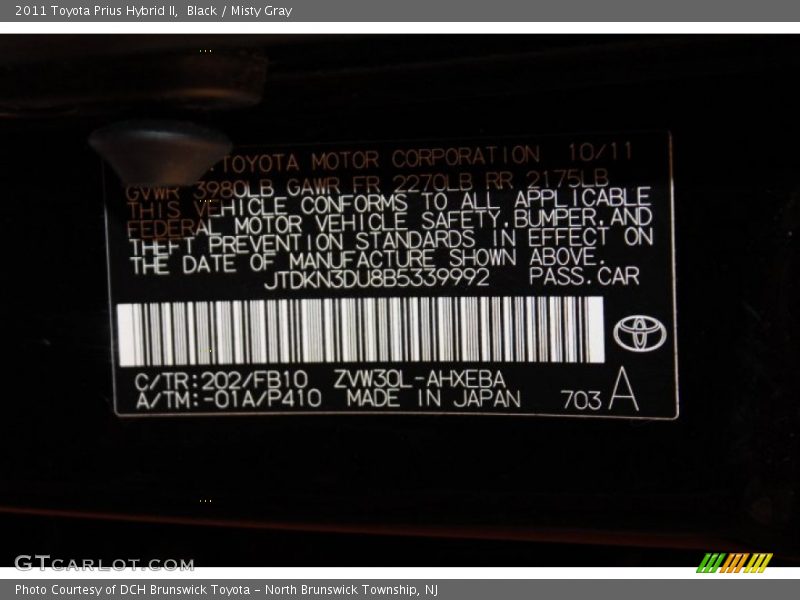 2011 Toyota Prius Hybrid II, Black / Misty Gray
TOYOTA MOTOR CORPORATION 10/11
GVWR 3980LB GAWR FR 2270LB RR 2175LB
THIS VEHICLE CONFORMS TO ALL APPLICABLE
FEDERAL MOTOR VEHICLE SAFETY, BUMPER, AND
THEFT PREVENTION STANDARDS IN EFFECT ON
THE DATE OF MANUFACTURE SHOWN ABOVE.
JTDKN3DU8B5339992 PASS.CAR
C/TR:202/FB10 ZVW30L-AHXEBA
A/TM:-01A/P410 MADE IN JAPAN 703 A
GTCARLOT.COM
Photo Courtesy of DCH Brunswick Toyota - North Brunswick Township, NJ